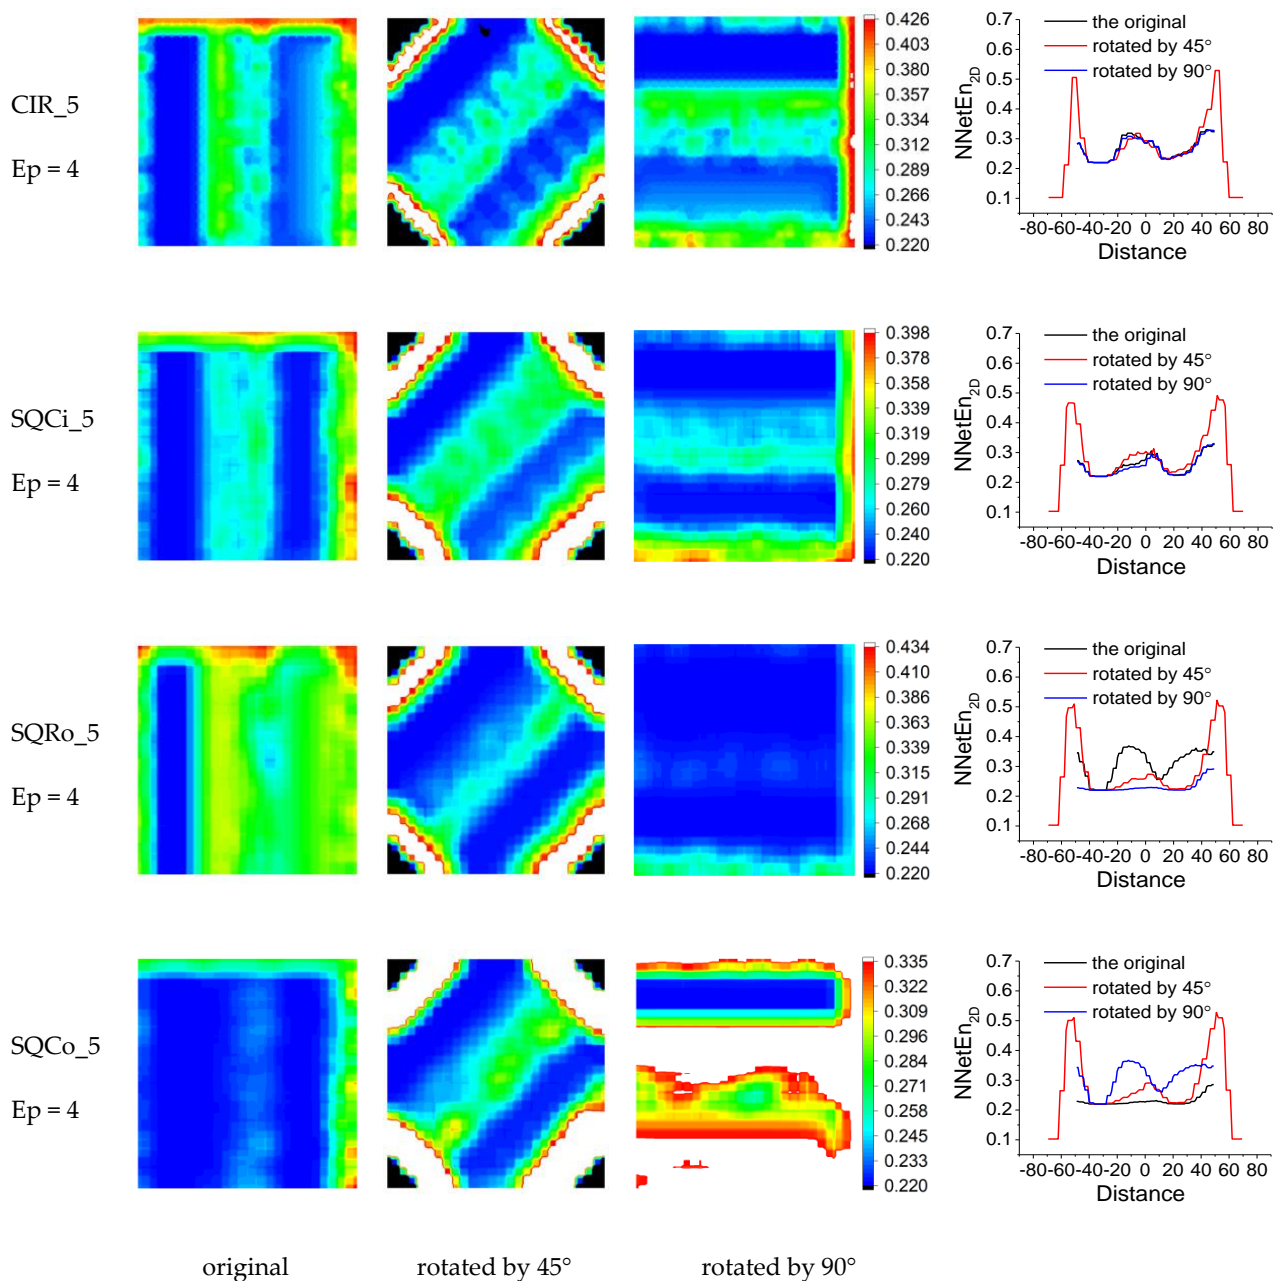 CIR_5
Ep = 4
0.426
0.403
0.380
0.357
0.334
0.311
0.289
0.266
0.243
0.220
the original
rotated by 45°
rotated by 90°
NNetEn2D
0.7
0.6
0.5
0.4
0.3
0.2
0.1
-80 -60 -40 -20 0 20 40 60 80
Distance
SQCi_5
Ep = 4
0.398
0.378
0.358
0.339
0.319
0.299
0.279
0.260
0.240
0.220
the original
rotated by 45°
rotated by 90°
NNetEn2D
0.7
0.6
0.5
0.4
0.3
0.2
0.1
-80 -60 -40 -20 0 20 40 60 80
Distance
SQRo_5
Ep = 4
0.434
0.410
0.386
0.363
0.339
0.315
0.291
0.268
0.244
0.220
the original
rotated by 45°
rotated by 90°
NNetEn2D
0.7
0.6
0.5
0.4
0.3
0.2
0.1
-80 -60 -40 -20 0 20 40 60 80
Distance
SQCo_5
Ep = 4
0.335
0.322
0.309
0.296
0.284
0.271
0.258
0.245
0.233
0.220
the original
rotated by 45°
rotated by 90°
NNetEn2D
0.7
0.6
0.5
0.4
0.3
0.2
0.1
-80 -60 -40 -20 0 20 40 60 80
Distance
original rotated by 45° rotated by 90°